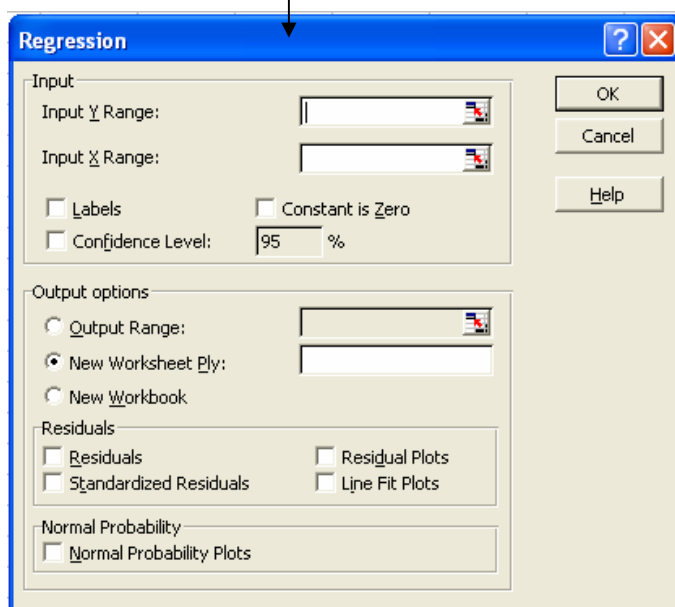 Regression
Input
Input Y Range:
Input X Range:
Labels
Constant is Zero
Confidence Level:
95
%
OK
Cancel
Help
Output options
Output Range:
New Worksheet Ply:
New Workbook
Residuals
Residuals
Residual Plots
Standardized Residuals
Line Fit Plots
Normal Probability
Normal Probability Plots